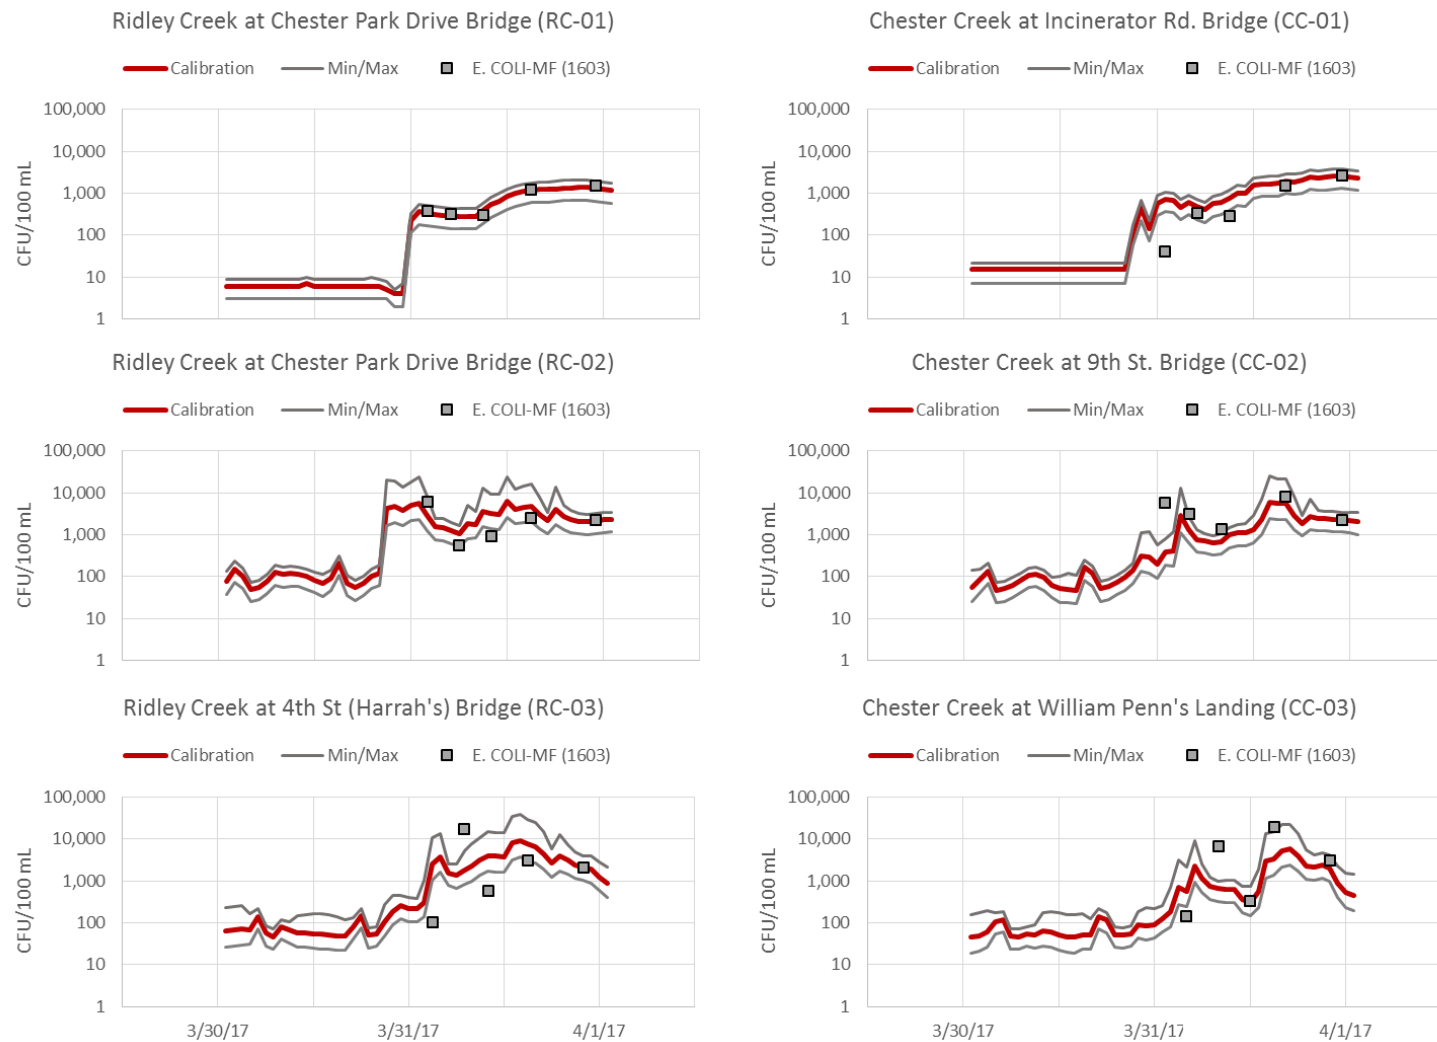 Ridley Creek at Chester Park Drive Bridge (RC-01)
Calibration Min/Max E. COLI-MF (1603)
CFU/100 mL
100,000
10,000
1,000
100
10
1
Chester Creek at Incinerator Rd. Bridge (CC-01)
Calibration Min/Max E. COLI-MF (1603)
CFU/100 mL
100,000
10,000
1,000
100
10
1
Ridley Creek at Chester Park Drive Bridge (RC-02)
Calibration Min/Max E. COLI-MF (1603)
CFU/100 mL
100,000
10,000
1,000
100
10
1
Chester Creek at 9th St. Bridge (CC-02)
Calibration Min/Max E. COLI-MF (1603)
CFU/100 mL
100,000
10,000
1,000
100
10
1
Ridley Creek at 4th St (Harrah's) Bridge (RC-03)
Calibration Min/Max E. COLI-MF (1603)
CFU/100 mL
100,000
10,000
1,000
100
10
1
3/30/17 3/31/17 4/1/17
Chester Creek at William Penn's Landing (CC-03)
Calibration Min/Max E. COLI-MF (1603)
CFU/100 mL
100,000
10,000
1,000
100
10
1
3/30/17 3/31/17 4/1/17